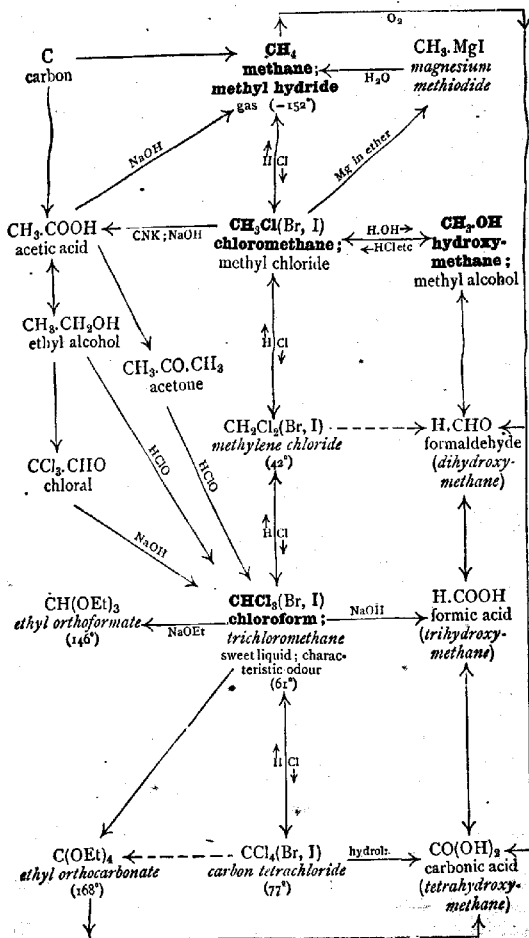 O₂
C
carbon
CH₄
methane;
methyl hydride
gas (−152°)
CH₃.MgI
magnesium
methiodide
H₂O
NaOH
H Cl
Mg in ether
CH₃.COOH
acetic acid
CNK; NaOH
CH₃Cl(Br, I)
chloromethane;
methyl chloride
H.OH→
←HCl etc
CH₃.OH
hydroxy-
methane;
methyl alcohol
CH₃.CH₂OH
ethyl alcohol
H Cl
CH₃.CO.CH₃
acetone
HClO
HClO
CH₂Cl₂(Br, I)
methylene chloride
(42°)
H.CHO
formaldehyde
(dihydroxy-
methane)
CCl₃.CHO
chloral
NaOH
H Cl
CH(OEt)₃
ethyl orthoformate
(146°)
NaOEt
CHCl₃(Br, I)
chloroform;
trichloromethane
sweet liquid; charac-
teristic odour
(61°)
NaOH
H.COOH
formic acid
(trihydroxy-
methane)
H Cl
C(OEt)₄
ethyl orthocarbonate
(168°)
CCl₄(Br, I)
carbon tetrachloride
(77°)
hydrol:
CO(OH)₂
carbonic acid
(tetrahydroxy-
methane)